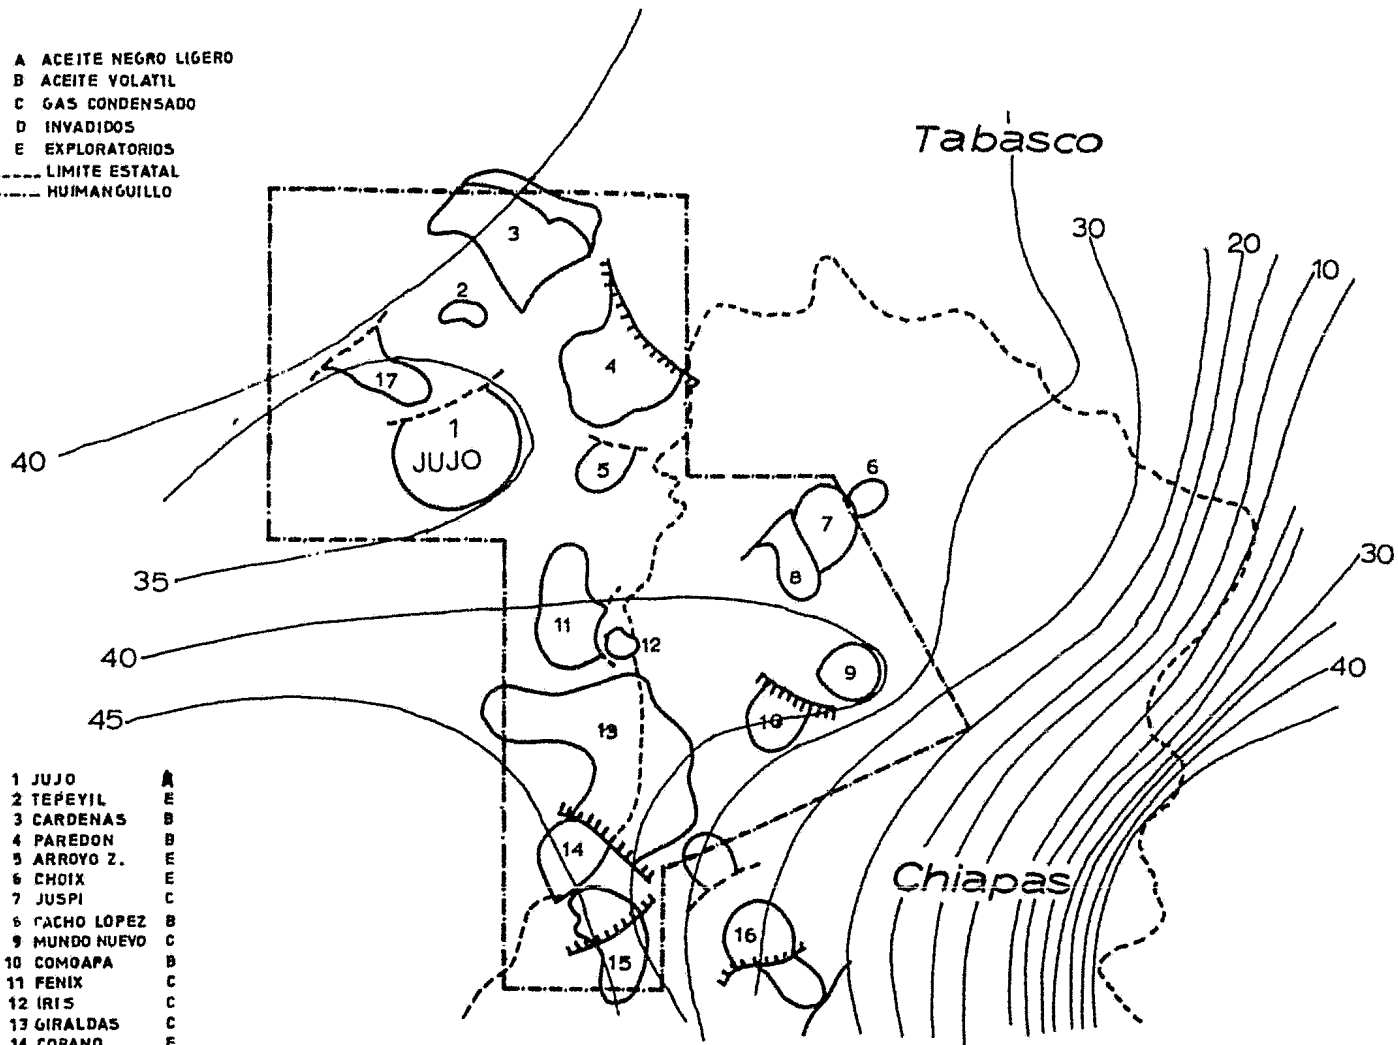 A ACEITE NEGRO LIGERO
B ACEITE VOLATIL
C GAS CONDENSADO
D INVADIDOS
E EXPLORATORIOS
LIMITE ESTATAL
HUIMANGUILLO
Tabasco
30
20
10
3
2
4
17
1
JUJO
40
5
6
7
8
35
30
11
12
40
9
40
45
10
13
14
Chiapas
16
15
1 JUJO A
2 TEPEYIL E
3 CARDENAS B
4 PAREDON B
5 ARROYO Z. E
6 CHOIX E
7 JUSPI C
6 CACHO LOPEZ B
9 MUNDO NUEVO C
10 COMOAPA B
11 FENIX C
12 IRIS C
13 GIRALDAS C